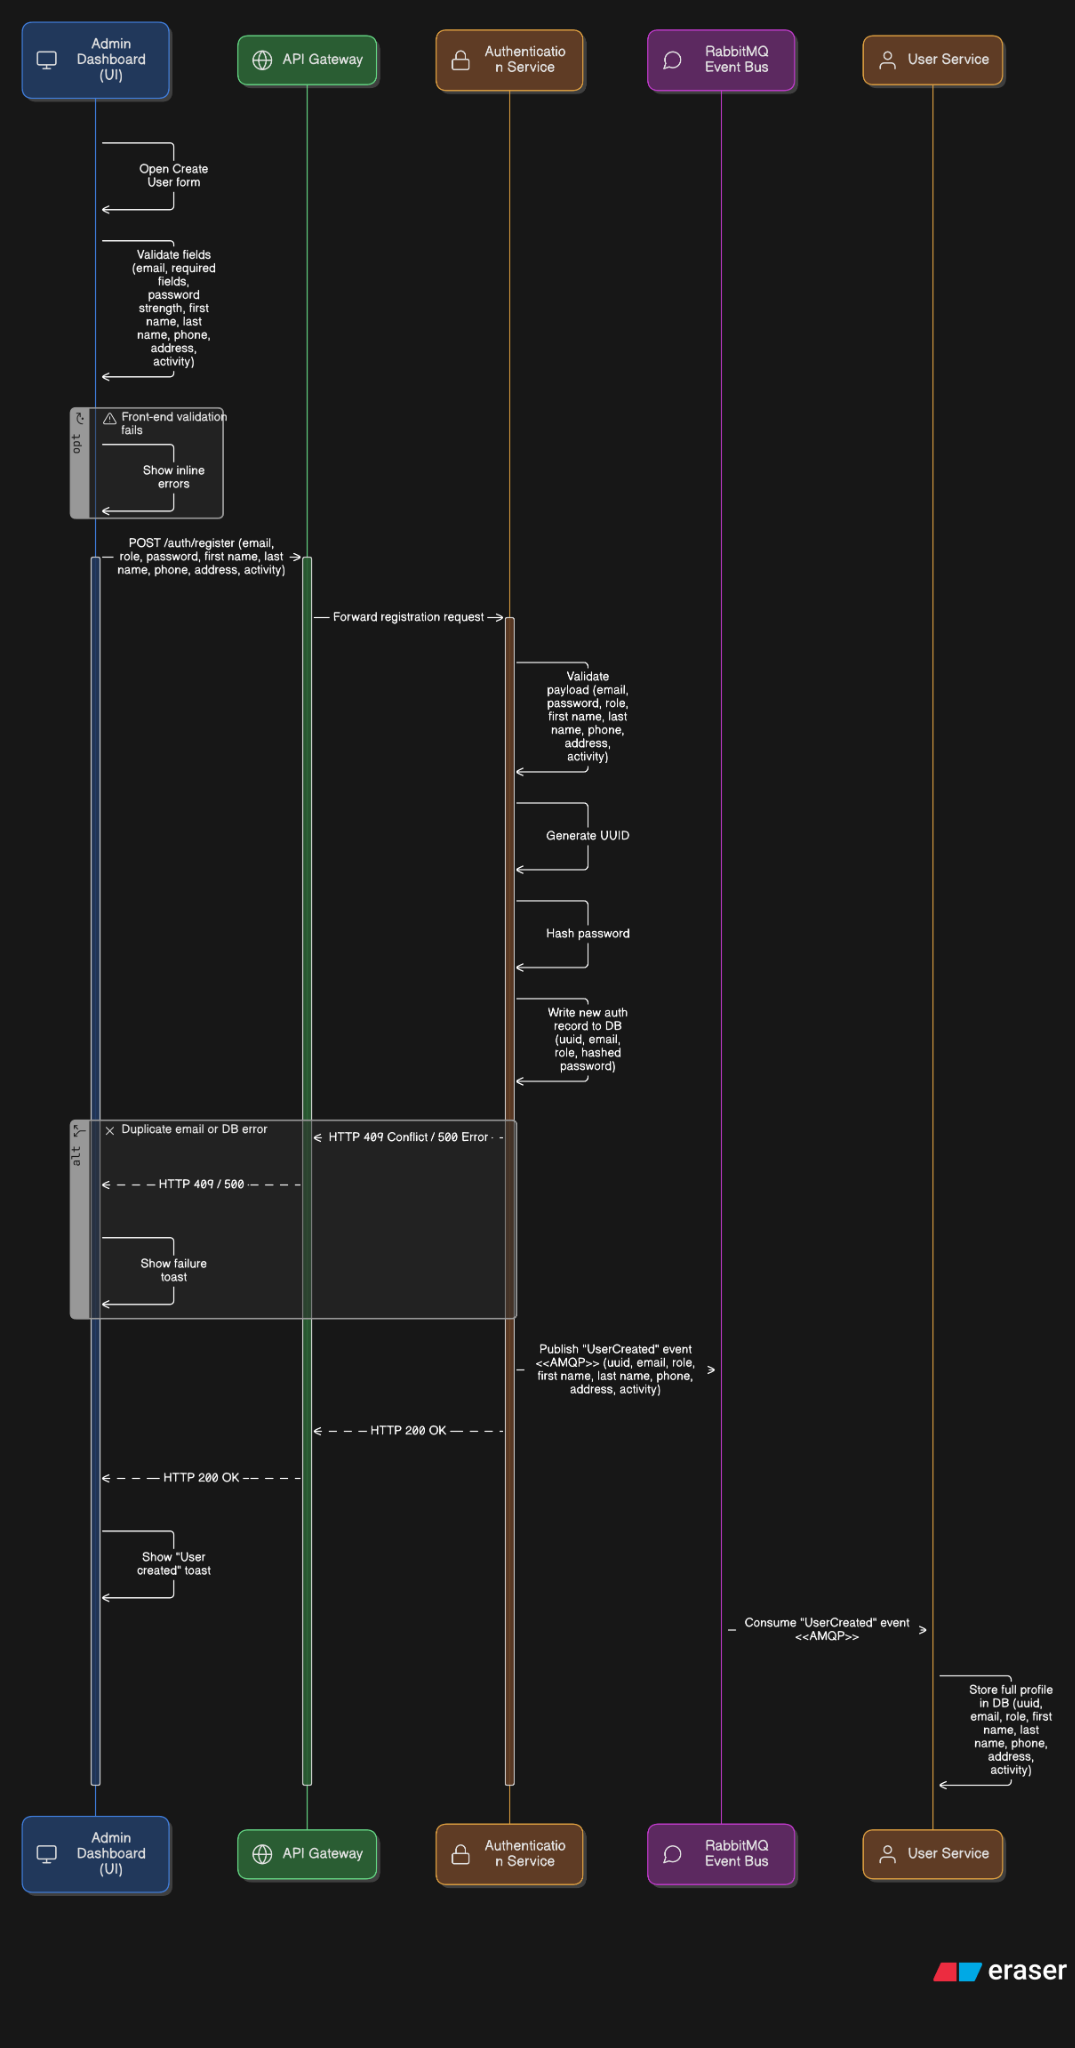 Admin
Dashboard
(UI)
API Gateway
Authenticatio
n Service
RabbitMQ
Event Bus
User Service
Open Create
User form
Validate fields
(email, required
fields,
password
strength, first
name, last
name, phone,
address,
activity)
opt
Front-end validation
fails
Show inline
errors
POST /auth/register (email,
role, password, first name, last
name, phone, address, activity)
Forward registration request
Validate
payload (email,
password, role,
first name, last
name, phone,
address,
activity)
Generate UUID
Hash password
Write new auth
record to DB
(uuid, email,
role, hashed
password)
alt
Duplicate email or DB error
HTTP 409 Conflict / 500 Error
HTTP 409 / 500
Show failure
toast
Publish "UserCreated" event
<<AMQP>> (uuid, email, role,
first name, last name, phone,
address, activity)
HTTP 200 OK
HTTP 200 OK
Show "User
created" toast
Consume "UserCreated" event
<<AMQP>>
Store full profile
in DB (uuid,
email, role, first
name, last
name, phone,
address,
activity)
Admin
Dashboard
(UI)
API Gateway
Authenticatio
n Service
RabbitMQ
Event Bus
User Service
eraser